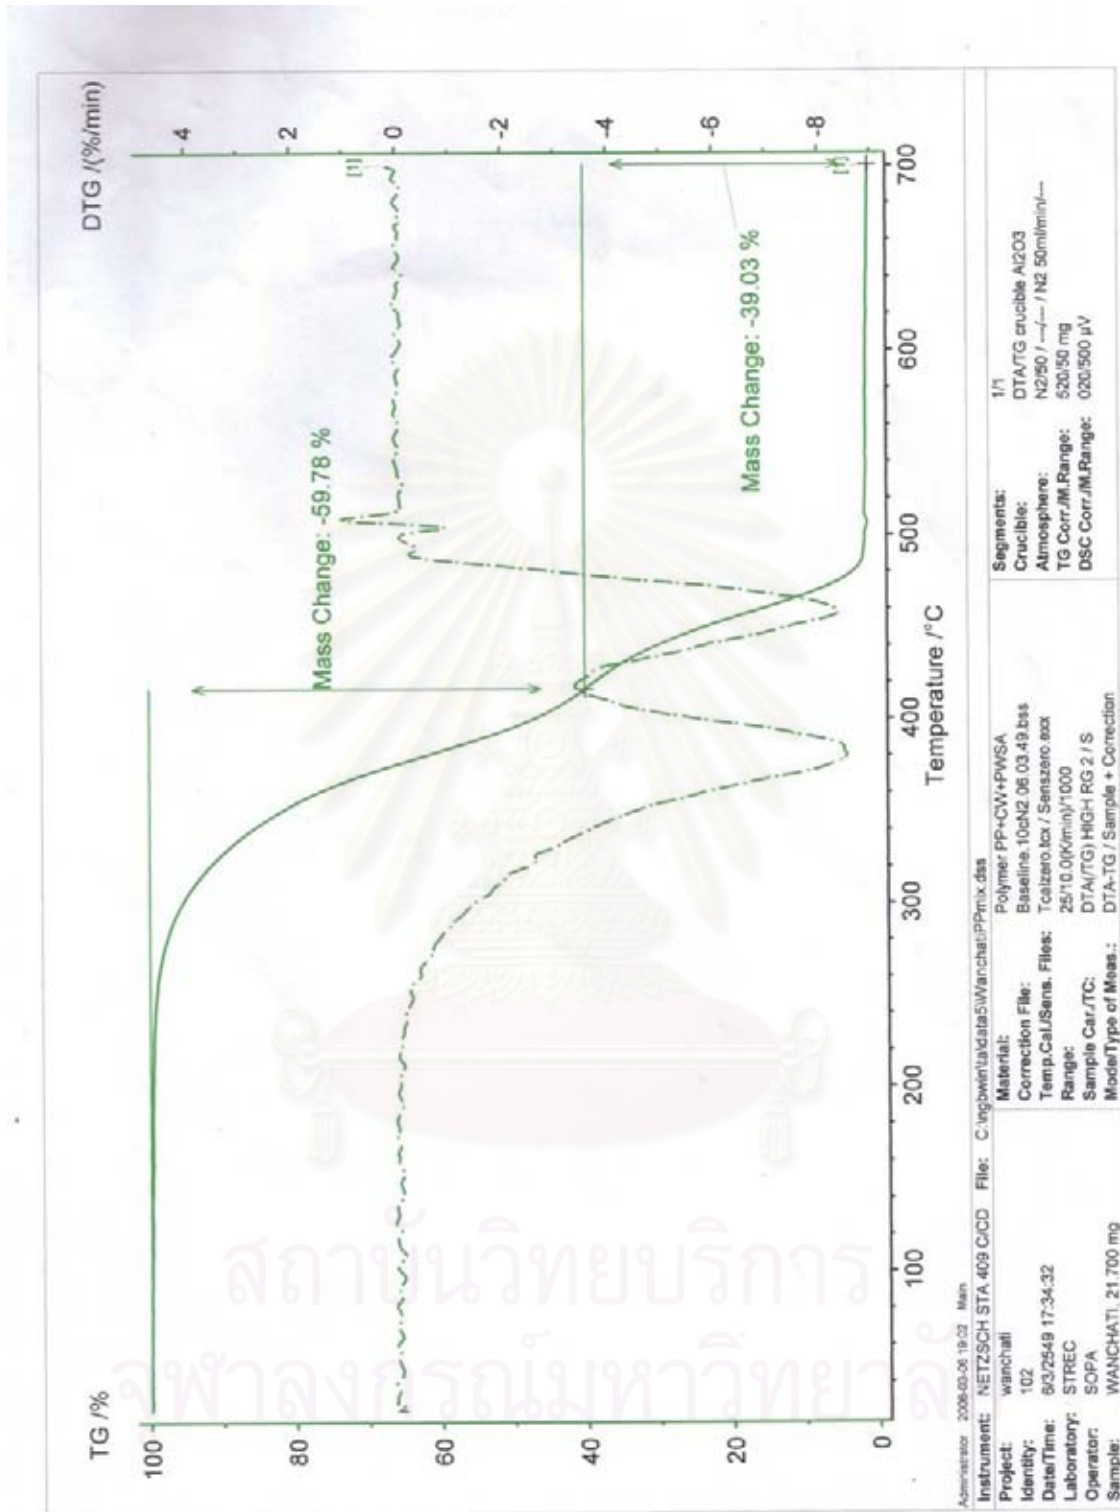 TG /%
DTG /(%/min)
100
80
60
40
20
0
4
2
0
-2
-4
-6
-8
[1]
[1]
Mass Change: -59.78 %
Mass Change: -39.03 %
100
200
300
400
500
600
700
Temperature /°C
สถาบันวิทยบริการ
จุฬาลงกรณ์มหาวิทยาลัย
Administrator 2006-03-06 19:02 Main
Instrument: NETZSCH STA 409 C/CD File: C:\ngbwin\ta\data5\Wanchati\PPmix.dss
Project: wanchati
Identity: 102
Date/Time: 6/3/2549 17:34:32
Laboratory: STREC
Operator: SOPA
Sample: WANCHATI, 21.700 mg
Material: Polymer PP+CW+PWSA
Correction File: Baseline.10cN2.06.03.49.bss
Temp.Cal./Sens. Files: Tcalzero.tcx / Senszero.exx
Range: 25/10.00(K/min)/1000
Sample Car./TC: DTA(/TG) HIGH RG 2 / S
Mode/Type of Meas.: DTA-TG / Sample + Correction
Segments: 1/1
Crucible: DTA/TG crucible Al2O3
Atmosphere: N2/50 / ---/--- / N2 50ml/min/---
TG Corr./M.Range: 520/50 mg
DSC Corr./M.Range: 020/500 µV